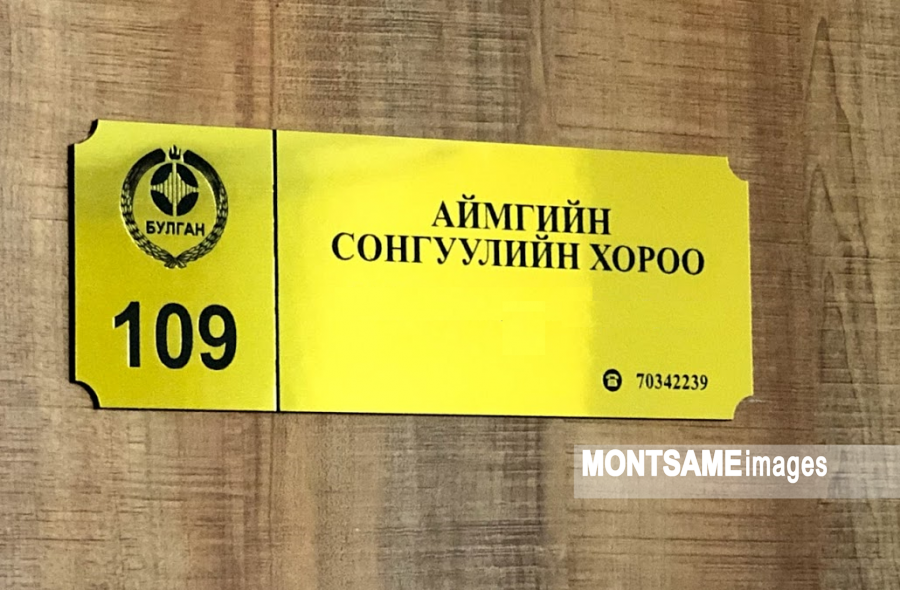 БУЛГАН
109
АЙМГИЙН
СОНГУУЛИЙН ХОРОО
70342239
MONTSAMEimages